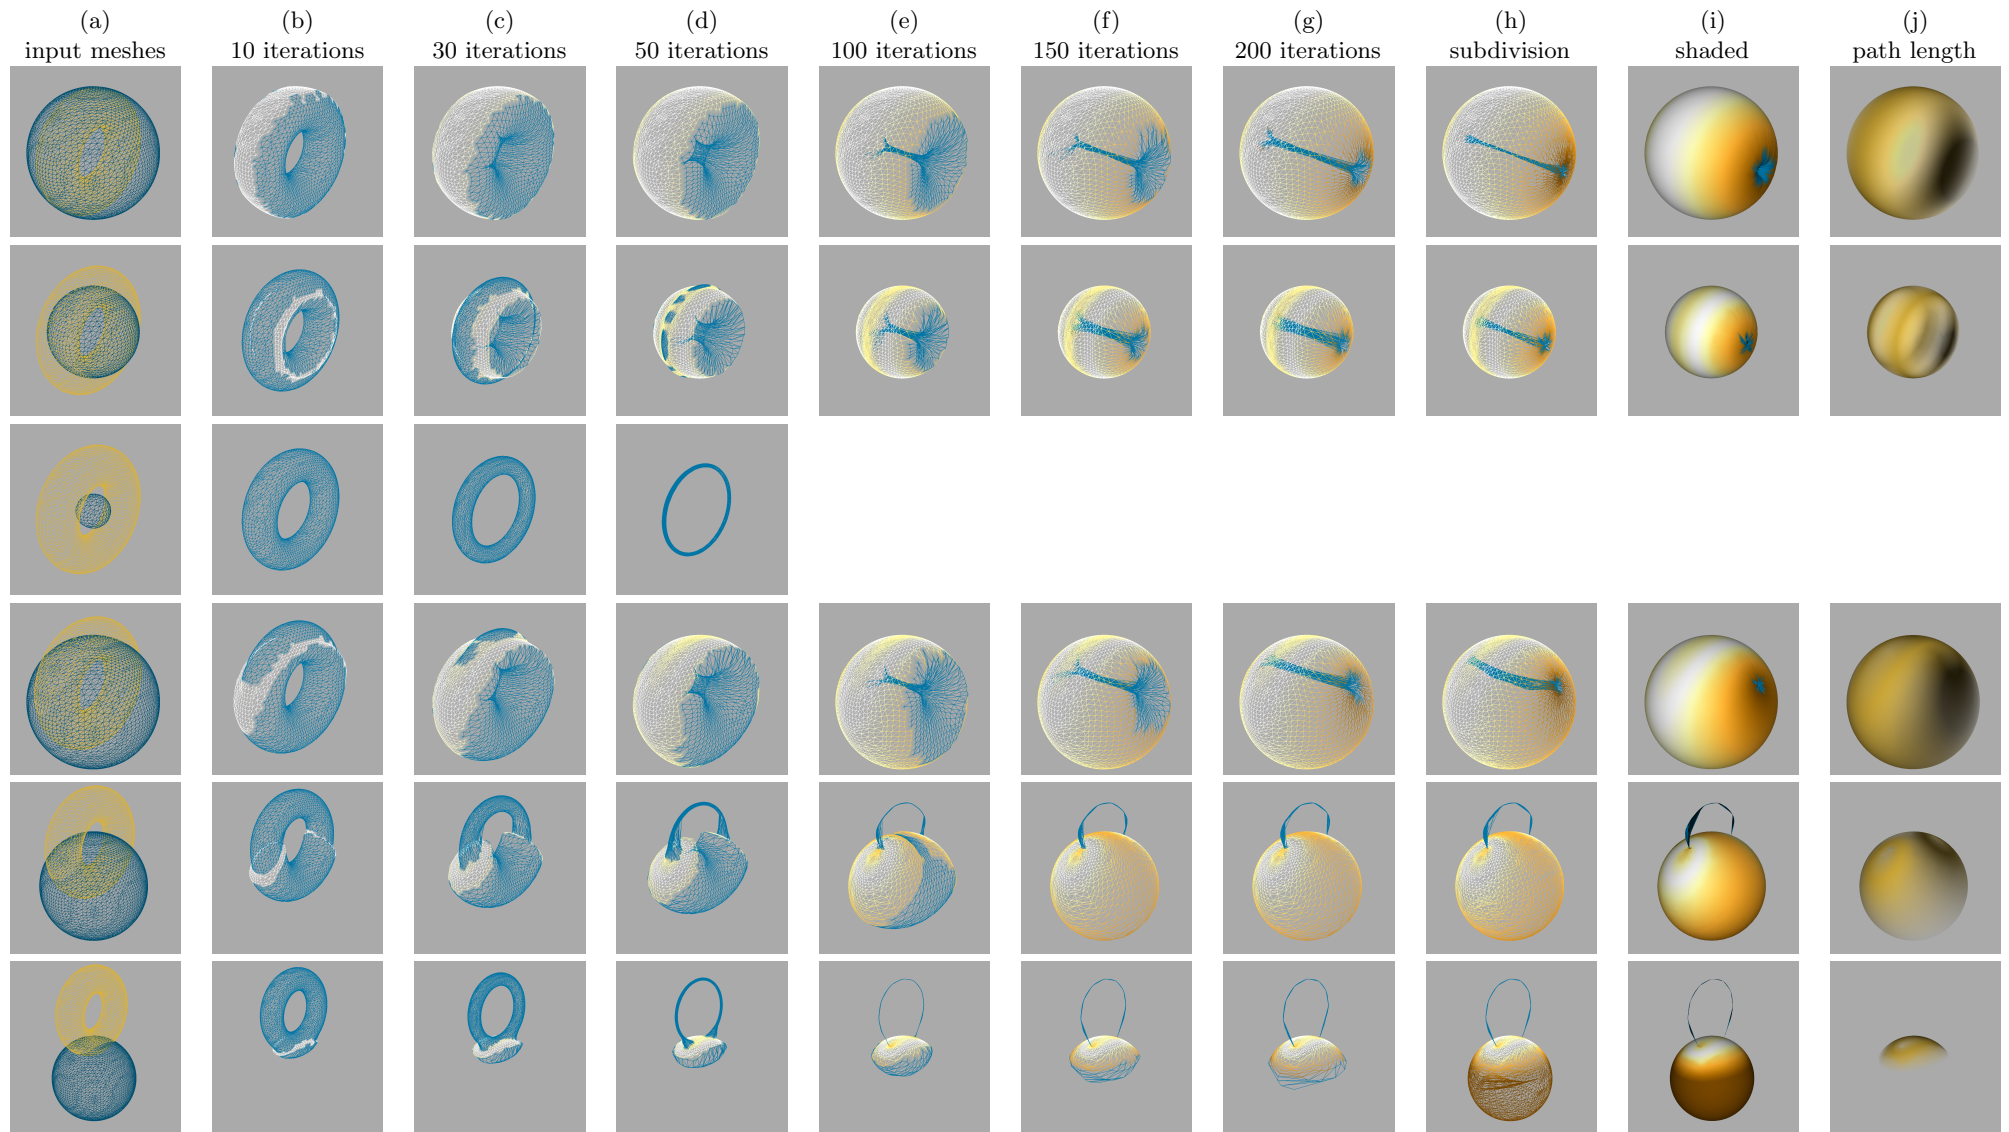 (a) (b) (c) (d) (e) (f) (g) (h) (i) (j)
input meshes 10 iterations 30 iterations 50 iterations 100 iterations 150 iterations 200 iterations subdivision shaded path length